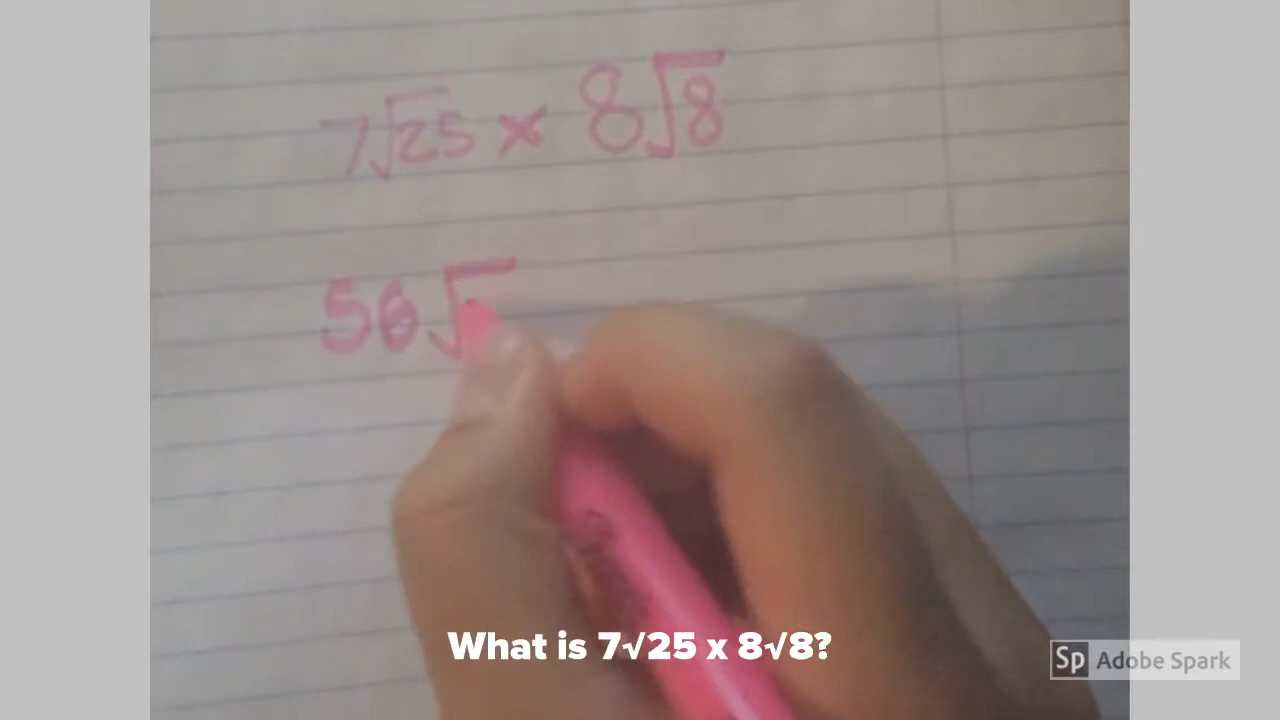 7√25 x 8√8
56√
What is 7√25 x 8√8?
Sp Adobe Spark